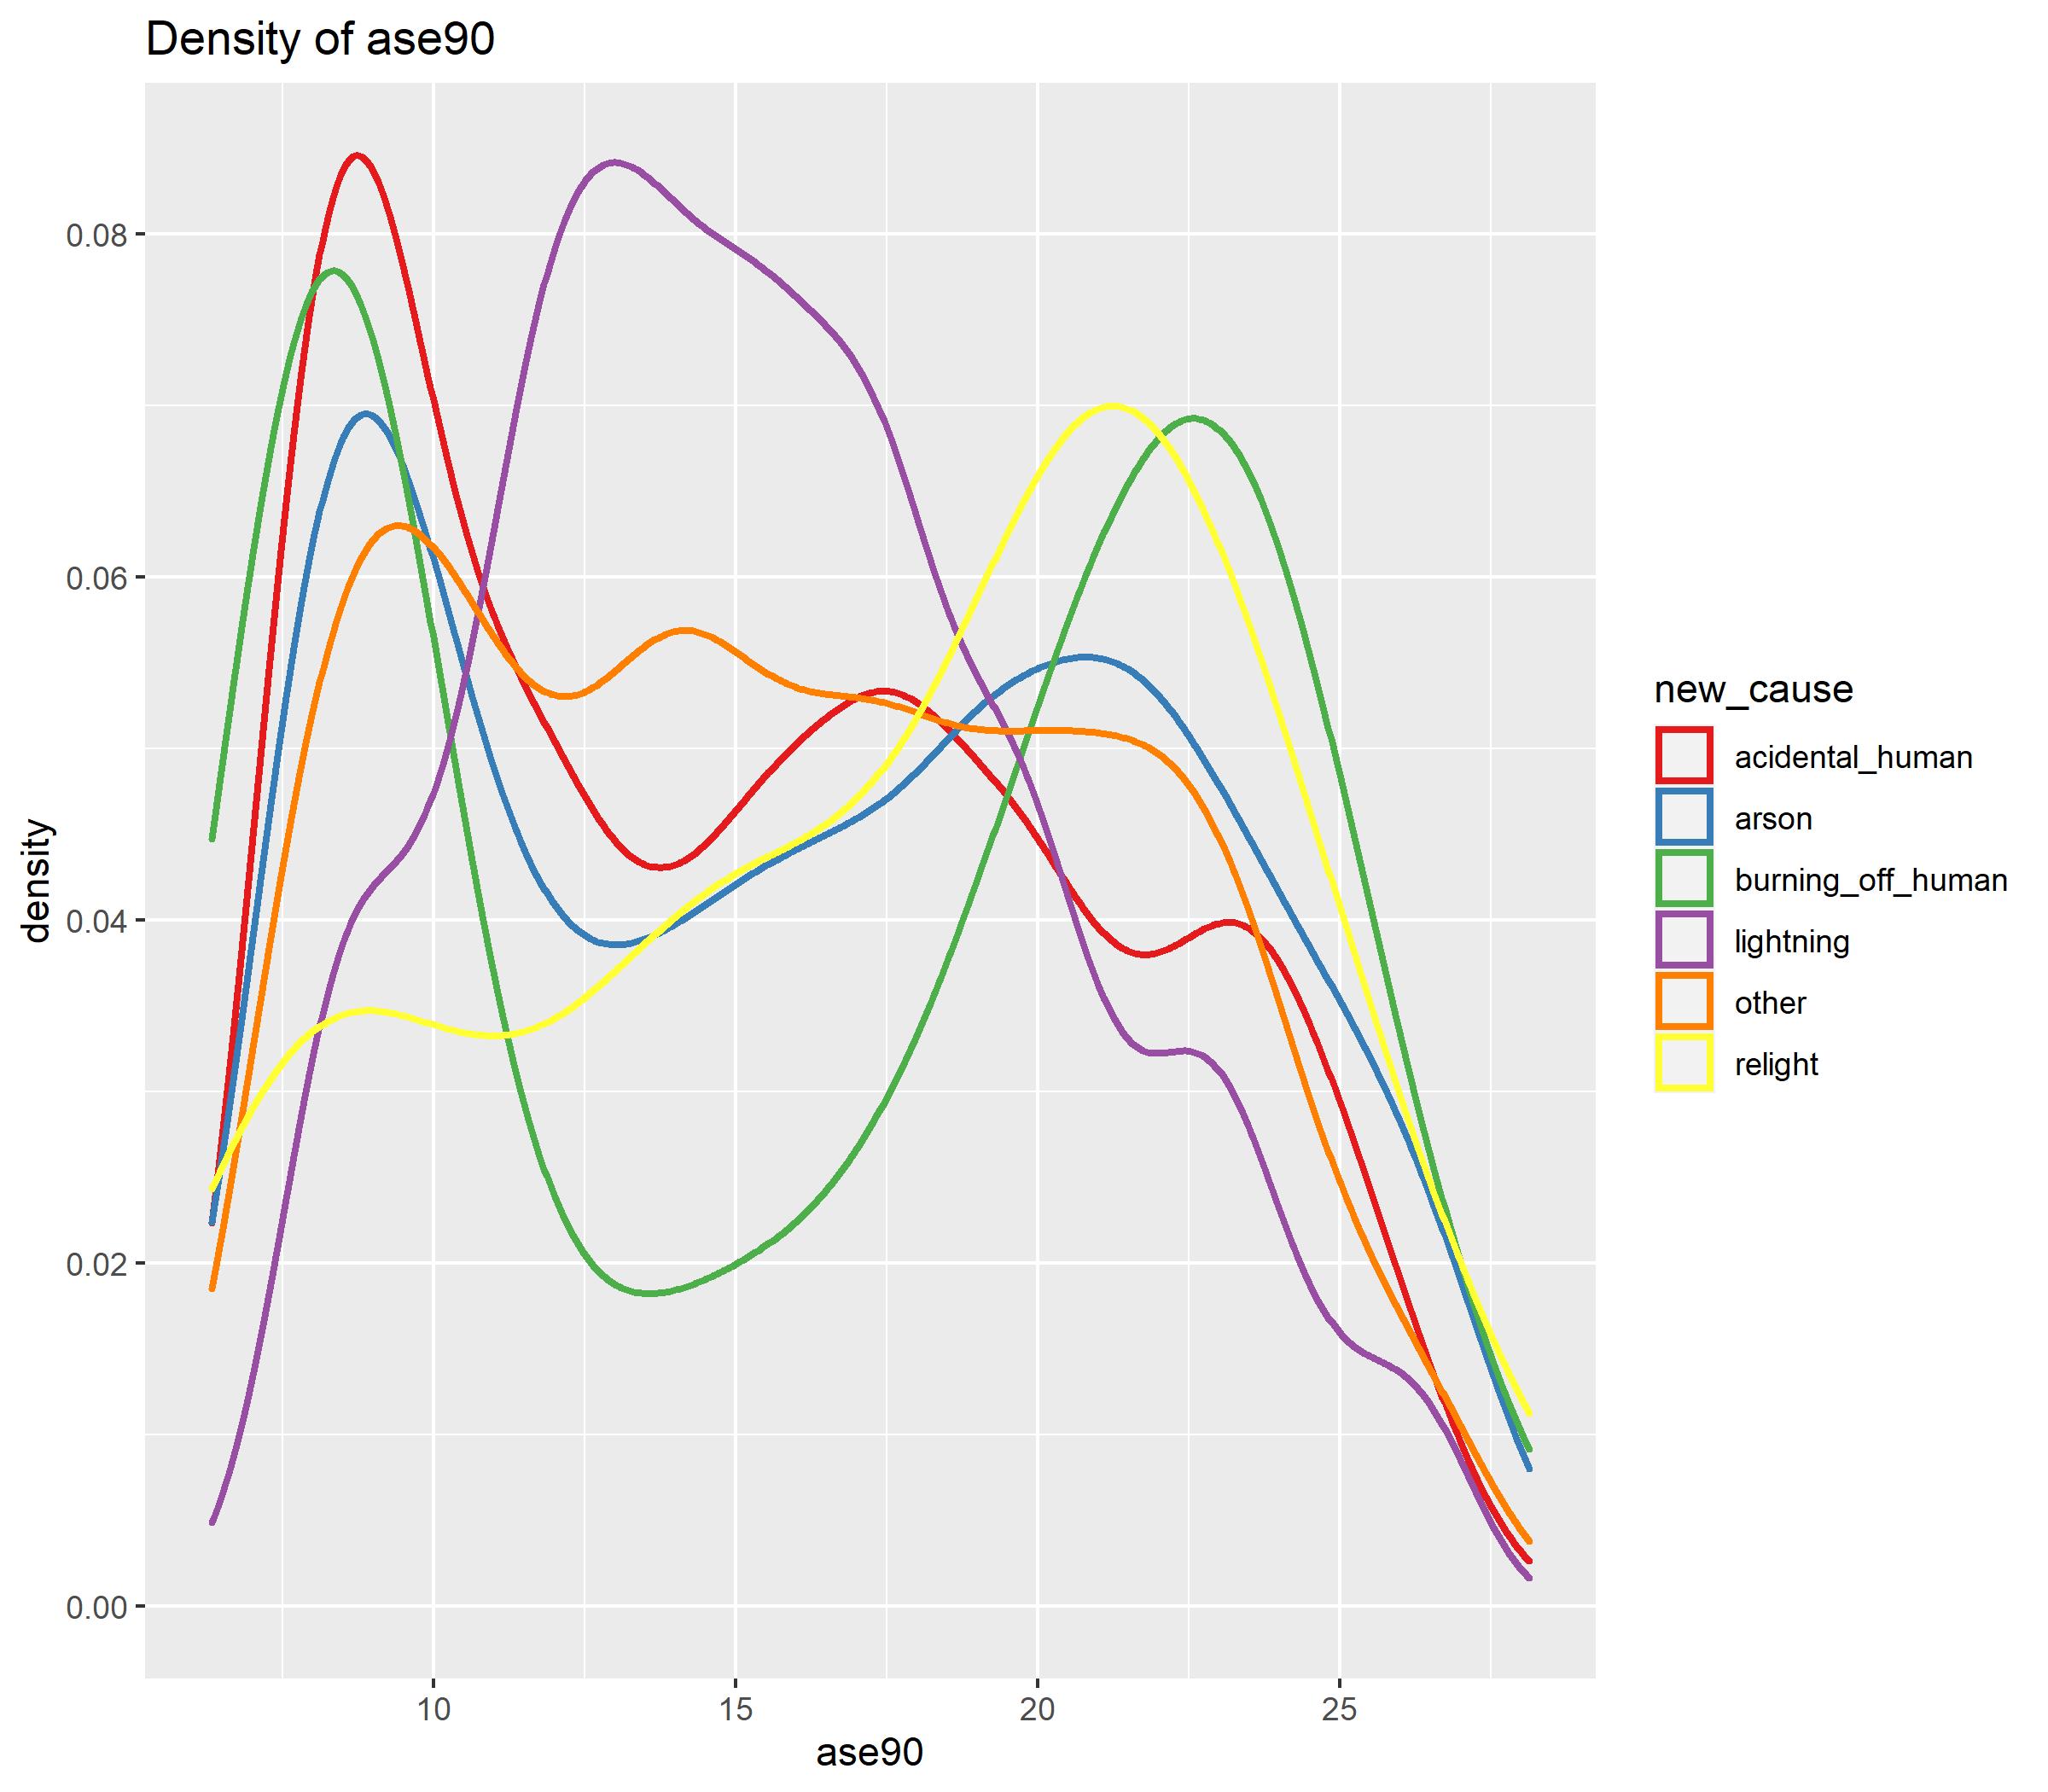 Density of ase90
0.08
0.06
0.04
0.02
0.00
density
10
15
20
25
ase90
new_cause
acidental_human
arson
burning_off_human
lightning
other
relight